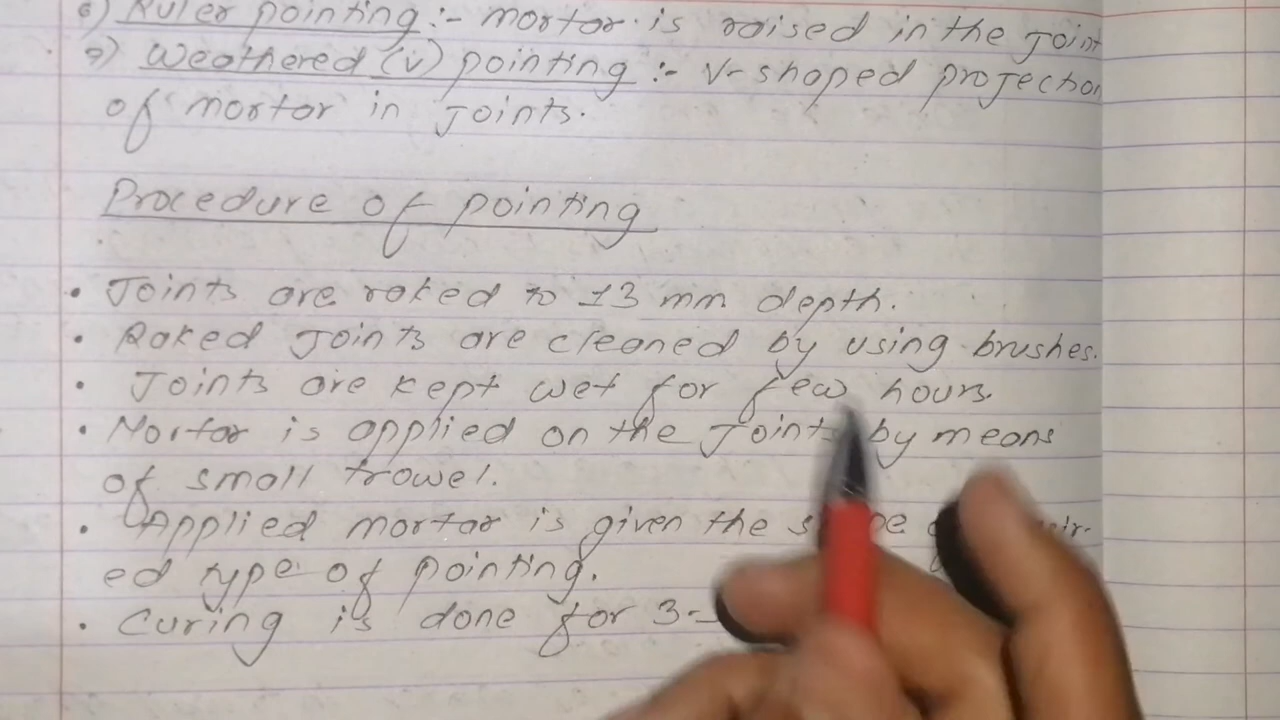 6) Ruler pointing :- mortar is raised in the joint
7) Weathered (v) pointing :- V-shaped projection
of mortar in joints.
Procedure of pointing
• Joints are raked to 13 mm depth.
• Raked joints are cleaned by using brushes.
• Joints are kept wet for few hours.
• Mortar is applied on the joints by means
of small trowel.
• Applied mortar is given the
ed type of pointing.
• Curing is done for 3-